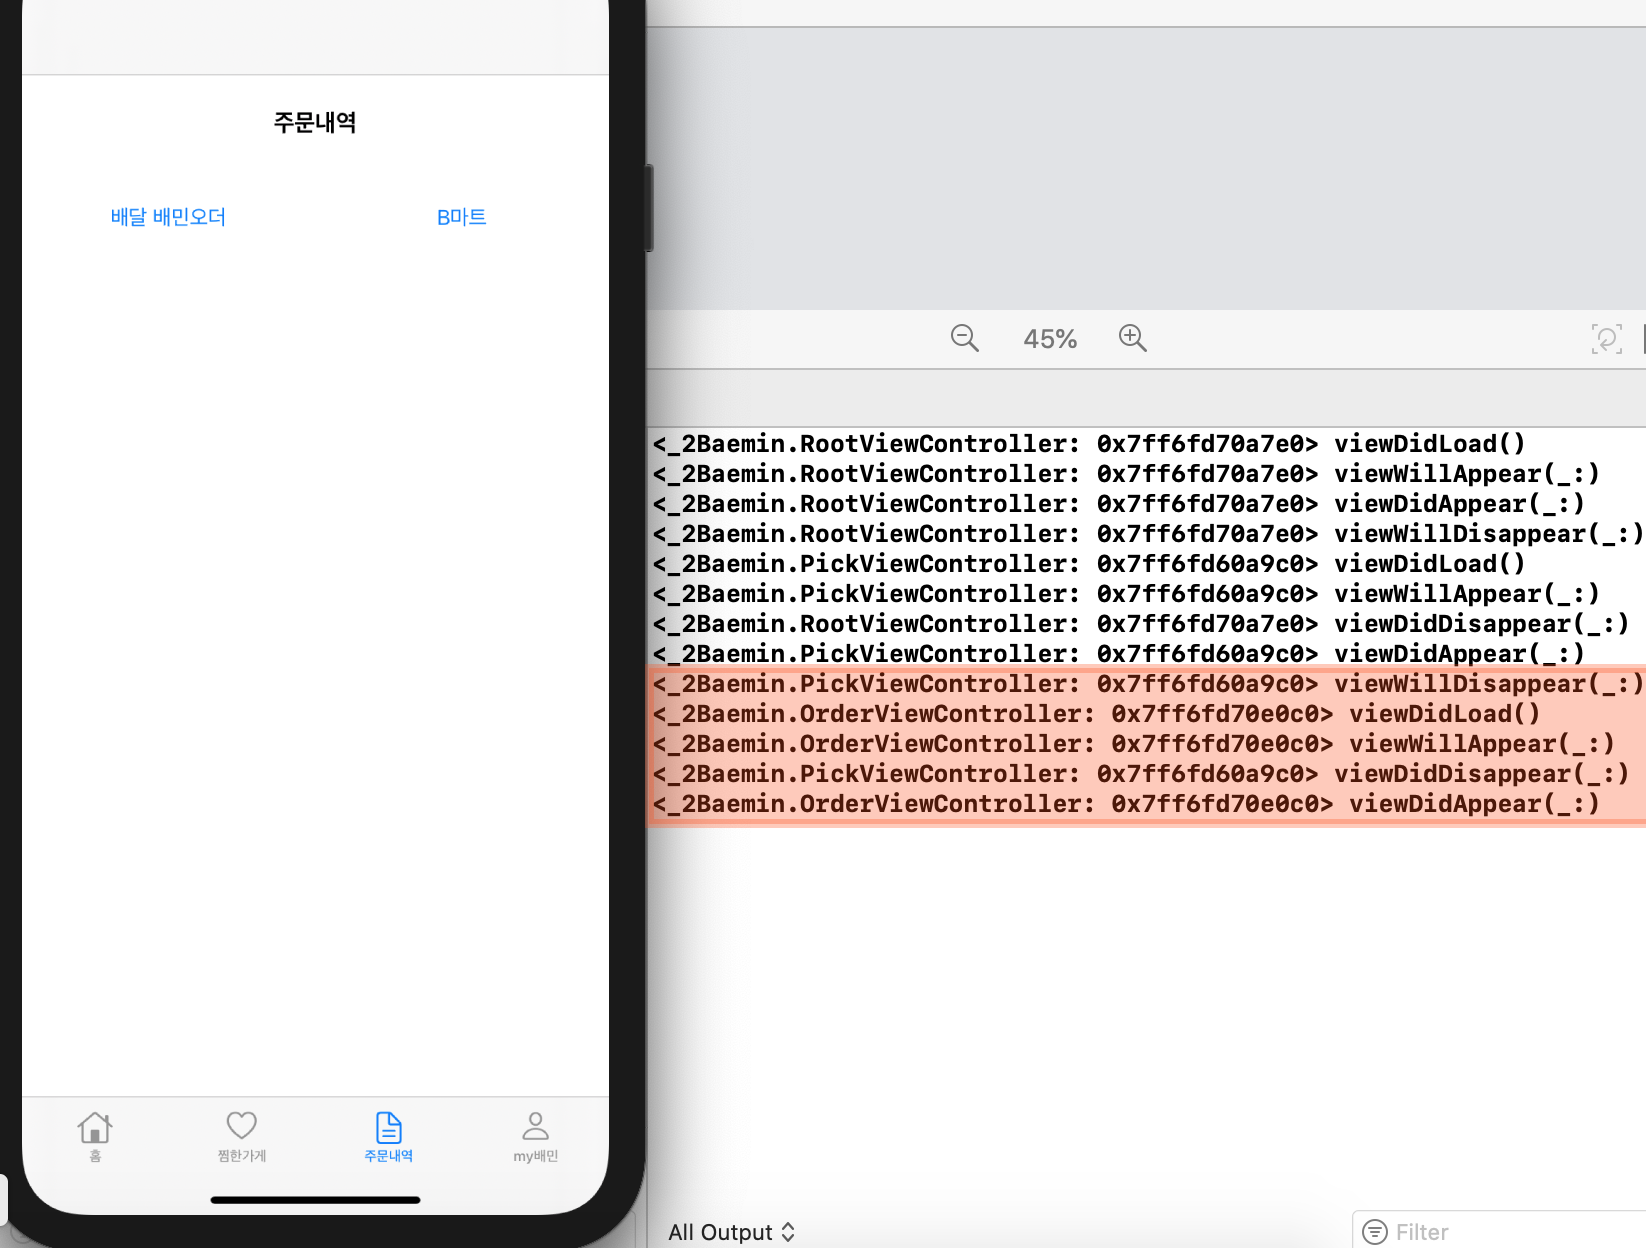 주문내역
배달 배민오더
B마트
홈
찜한가게
주문내역
my배민
45%
<_2Baemin.RootViewController: 0x7ff6fd70a7e0> viewDidLoad()
<_2Baemin.RootViewController: 0x7ff6fd70a7e0> viewWillAppear(_:)
<_2Baemin.RootViewController: 0x7ff6fd70a7e0> viewDidAppear(_:)
<_2Baemin.RootViewController: 0x7ff6fd70a7e0> viewWillDisappear(_:)
<_2Baemin.PickViewController: 0x7ff6fd60a9c0> viewDidLoad()
<_2Baemin.PickViewController: 0x7ff6fd60a9c0> viewWillAppear(_:)
<_2Baemin.RootViewController: 0x7ff6fd70a7e0> viewDidDisappear(_:)
<_2Baemin.PickViewController: 0x7ff6fd60a9c0> viewDidAppear(_:)
<_2Baemin.PickViewController: 0x7ff6fd60a9c0> viewWillDisappear(_:)
<_2Baemin.OrderViewController: 0x7ff6fd70e0c0> viewDidLoad()
<_2Baemin.OrderViewController: 0x7ff6fd70e0c0> viewWillAppear(_:)
<_2Baemin.PickViewController: 0x7ff6fd60a9c0> viewDidDisappear(_:)
<_2Baemin.OrderViewController: 0x7ff6fd70e0c0> viewDidAppear(_:)
All Output
Filter